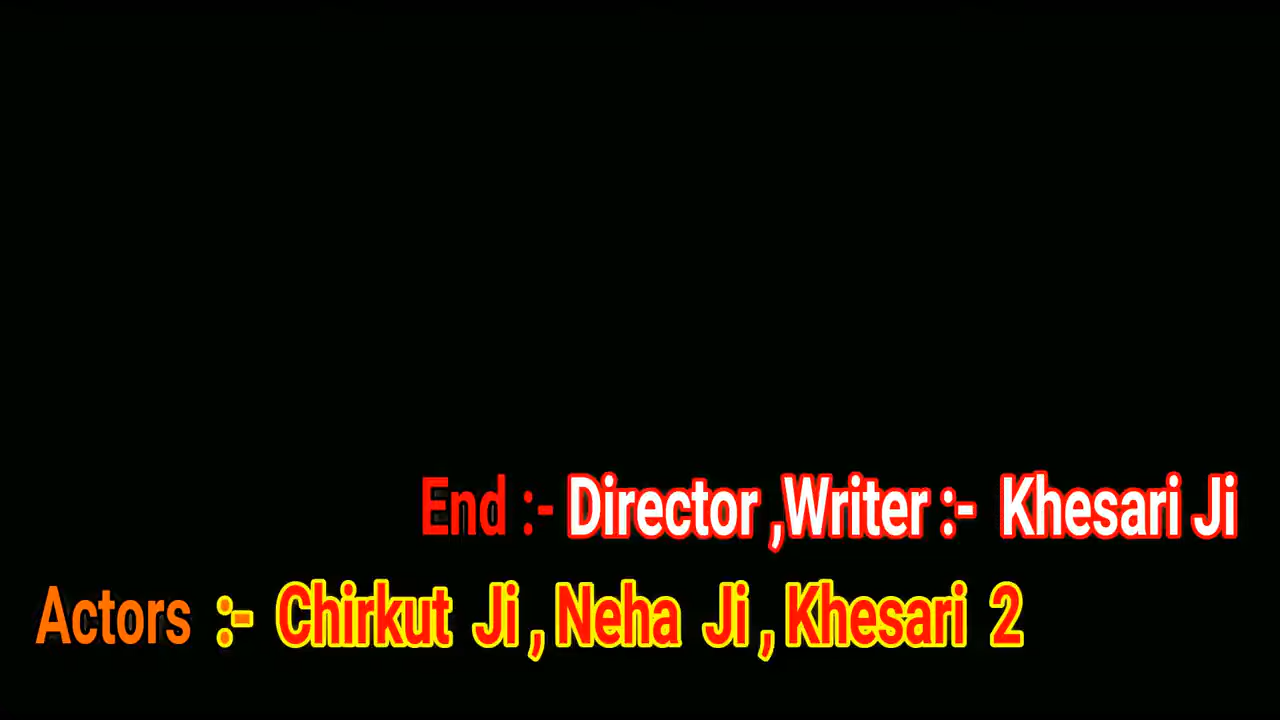 End :- Director ,Writer :- Khesari Ji
Actors :- Chirkut Ji , Neha Ji , Khesari 2